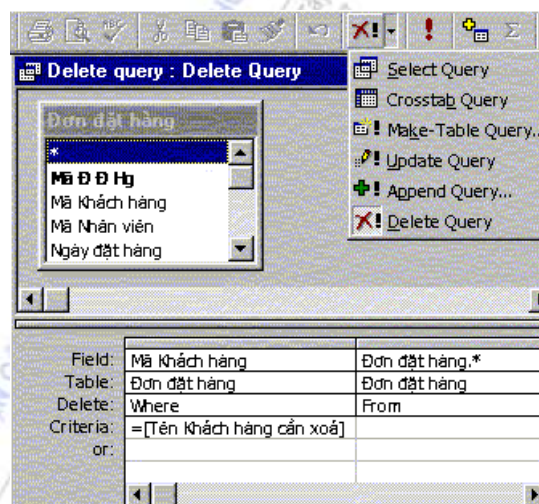 Delete query : Delete Query
Select Query
Crosstab Query
Make-Table Query..
Update Query
Append Query...
Delete Query
Đơn đặt hàng
*
Mã Đ Đ Hg
Mã Khách hàng
Mã Nhân viên
Ngày đặt hàng
Field: Mã Khách hàng Đơn đặt hàng.*
Table: Đơn đặt hàng Đơn đặt hàng
Delete: Where From
Criteria: =[Tên Khách hàng cần xoá]
or: